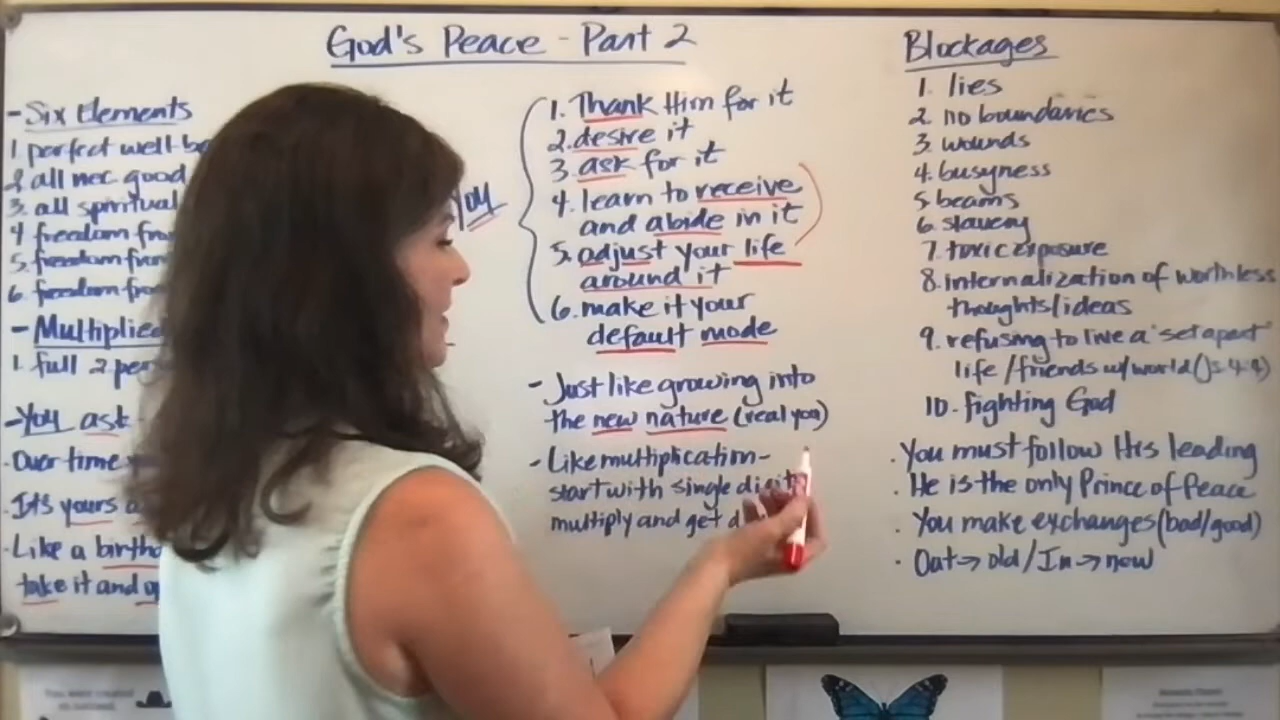 God's Peace - Part 2
- Six Elements
1. perfect well-b
2. all nec. good
3. all spiritual
4. freedom from
5. freedom from
6. freedom from
- Multiplied
1. full 2 per
- You ask
· Over time
· It's yours a
· Like a birth
take it and op
You
1. Thank Him for it
2. desire it
3. ask for it
4. learn to receive
and abide in it
5. adjust your life
around it
6. make it your
default mode
- Just like growing into
the new nature (real you)
- Like multiplication -
start with single digit
multiply and get d
Blockages
1. lies
2. no boundaries
3. wounds
4. busyness
5. beams
6. slavery
7. toxic exposure
8. internalization of worthless
thoughts/ideas
9. refusing to live a 'set apart'
life / friends w/world (Js 4:4)
10. fighting God
· You must follow His leading
· He is the only Prince of Peace
· You make exchanges (bad/good)
· Out → old / In → new
You were created